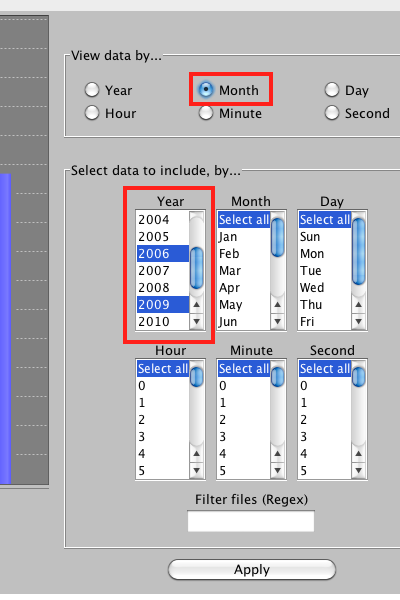 View data by...
Year Month Day
Hour Minute Second
Select data to include, by...
Year Month Day
2004 Select all Select all
2005 Jan Sun
2006 Feb Mon
2007 Mar Tue
2008 Apr Wed
2009 May Thu
2010 Jun Fri
Hour Minute Second
Select all Select all Select all
0 0 0
1 1 1
2 2 2
3 3 3
4 4 4
5 5 5
Filter files (Regex)
Apply